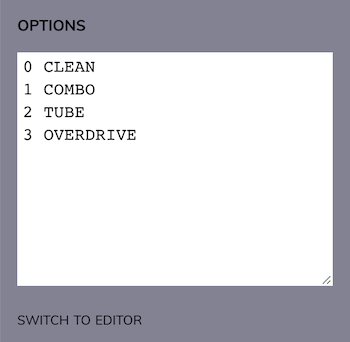 OPTIONS
0 CLEAN
1 COMBO
2 TUBE
3 OVERDRIVE
SWITCH TO EDITOR